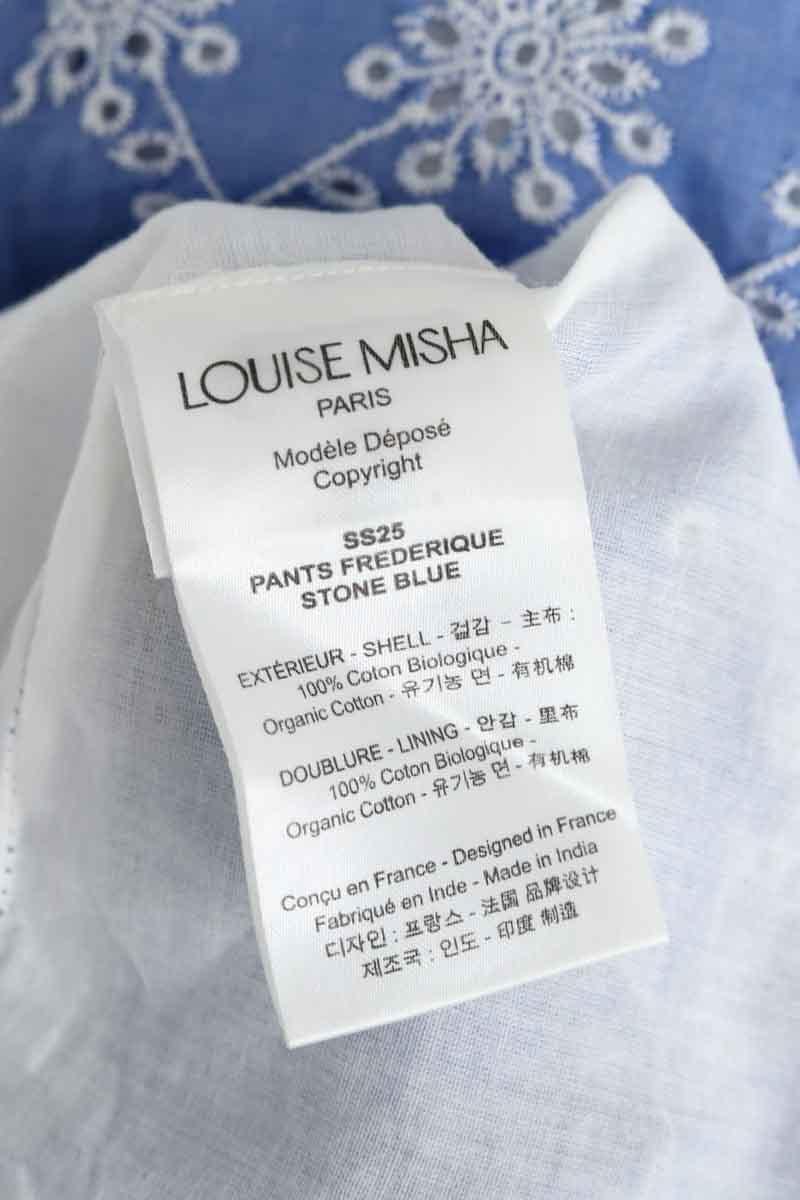 LOUISE MISHA
PARIS
Modèle Déposé
Copyright
SS25
PANTS FREDERIQUE
STONE BLUE
EXTÉRIEUR - SHELL - 겉감 - 主布 :
100% Coton Biologique -
Organic Cotton - 유기농 면 - 有机棉
DOUBLURE - LINING - 안감 - 里布
100% Coton Biologique -
Organic Cotton - 유기농 면 - 有机棉
Conçu en France - Designed in France
Fabriqué en Inde - Made in India
디자인 : 프랑스 - 法国 品牌设计
제조국 : 인도 - 印度 制造